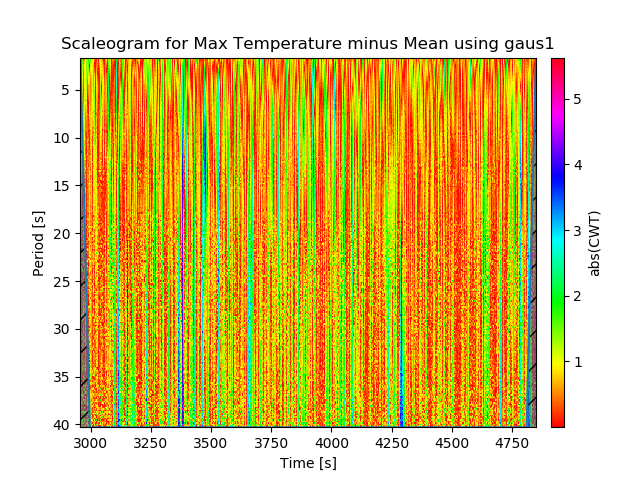 Scaleogram for Max Temperature minus Mean using gaus1
5
10
15
20
25
30
35
40
Period [s]
3000 3250 3500 3750 4000 4250 4500 4750
Time [s]
5
4
3
2
1
abs(CWT)